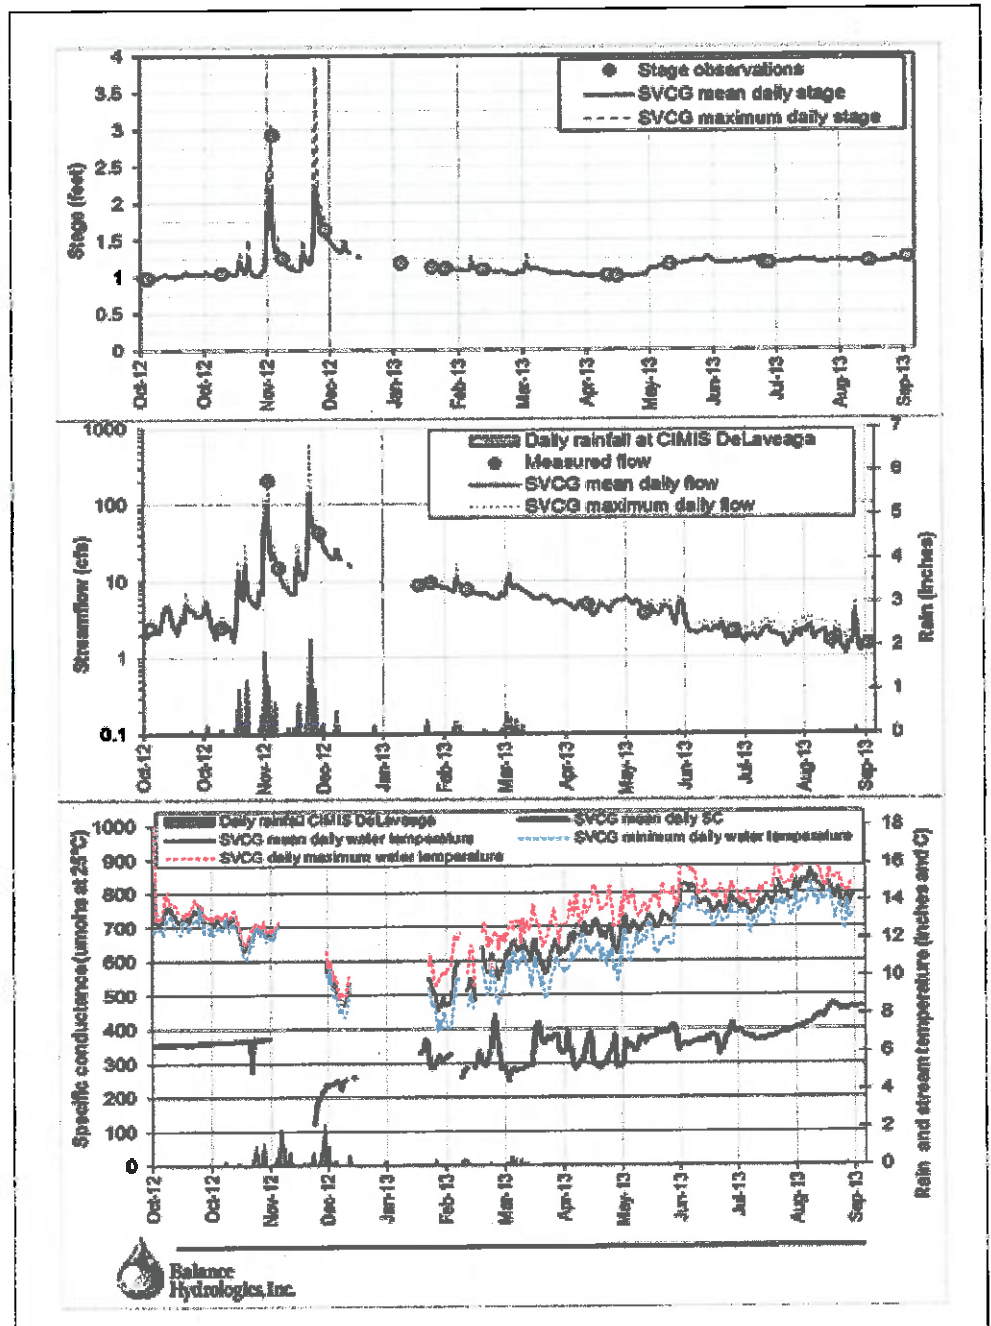 4
3.5
3
2.5
2
1.5
1
0.5
0
Stage (feet)
Stage observations
SVCG mean daily stage
SVCG maximum daily stage
Oct-12
Oct-12
Nov-12
Dec-12
Jan-13
Feb-13
Mar-13
Apr-13
May-13
Jun-13
Jul-13
Aug-13
Sep-13
1000
100
10
1
0.1
Streamflow (cfs)
Daily rainfall at CIMIS DeLaveaga
Measured flow
SVCG mean daily flow
SVCG maximum daily flow
7
6
5
4
3
2
1
0
Rain (inches)
Oct-12
Oct-12
Nov-12
Dec-12
Jan-13
Feb-13
Mar-13
Apr-13
May-13
Jun-13
Jul-13
Aug-13
Sep-13
1000
900
800
700
600
500
400
300
200
100
0
Specific conductance (umohs at 25°C)
Daily rainfall CIMIS DeLaveaga
SVCG mean daily SC
SVCG mean daily water temperature
SVCG minimum daily water temperature
SVCG daily maximum water temperature
18
16
14
12
10
8
6
4
2
0
Rain and stream temperature (inches and C)
Oct-12
Oct-12
Nov-12
Dec-12
Jan-13
Feb-13
Mar-13
Apr-13
May-13
Jun-13
Jul-13
Aug-13
Sep-13
Balance
Hydrologics, Inc.